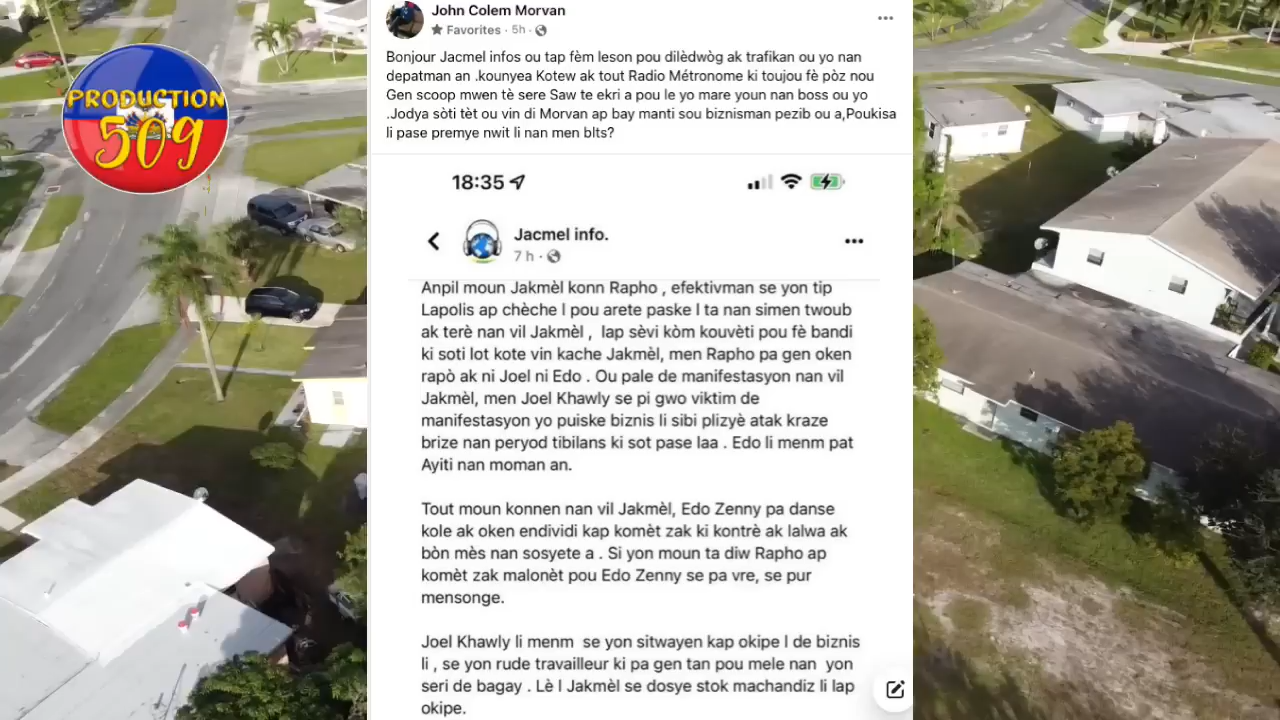 PRODUCTION
509
John Colem Morvan
Favorites · 5h ·
Bonjour Jacmel infos ou tap fèm leson pou dilèdwòg ak trafikan ou yo nan
depatman an .kounyea Kotew ak tout Radio Métronome ki toujou fè pòz nou
Gen scoop mwen tè sere Saw te ekri a pou le yo mare youn nan boss ou yo
.Jodya sòti tèt ou vin di Morvan ap bay manti sou biznisman pezib ou a,Poukisa
li pase premye nwit li nan men blts?
18:35
Jacmel info.
7 h ·
Anpil moun Jakmèl konn Rapho , efektivman se yon tip
Lapolis ap chèche l pou arete paske l ta nan simen twoub
ak terè nan vil Jakmèl , lap sèvi kòm kouvèti pou fè bandi
ki soti lot kote vin kache Jakmèl, men Rapho pa gen oken
rapò ak ni Joel ni Edo . Ou pale de manifestasyon nan vil
Jakmèl, men Joel Khawly se pi gwo viktim de
manifestasyon yo puiske biznis li sibi plizyè atak kraze
brize nan peryod tibilans ki sot pase laa . Edo li menm pat
Ayiti nan moman an.
Tout moun konnen nan vil Jakmèl, Edo Zenny pa danse
kole ak oken endividi kap komèt zak ki kontrè ak lalwa ak
bòn mès nan sosyete a . Si yon moun ta diw Rapho ap
komèt zak malonèt pou Edo Zenny se pa vre, se pur
mensonge.
Joel Khawly li menm se yon sitwayen kap okipe l de biznis
li , se yon rude travailleur ki pa gen tan pou mele nan yon
seri de bagay . Lè l Jakmèl se dosye stok machandiz li lap
okipe.